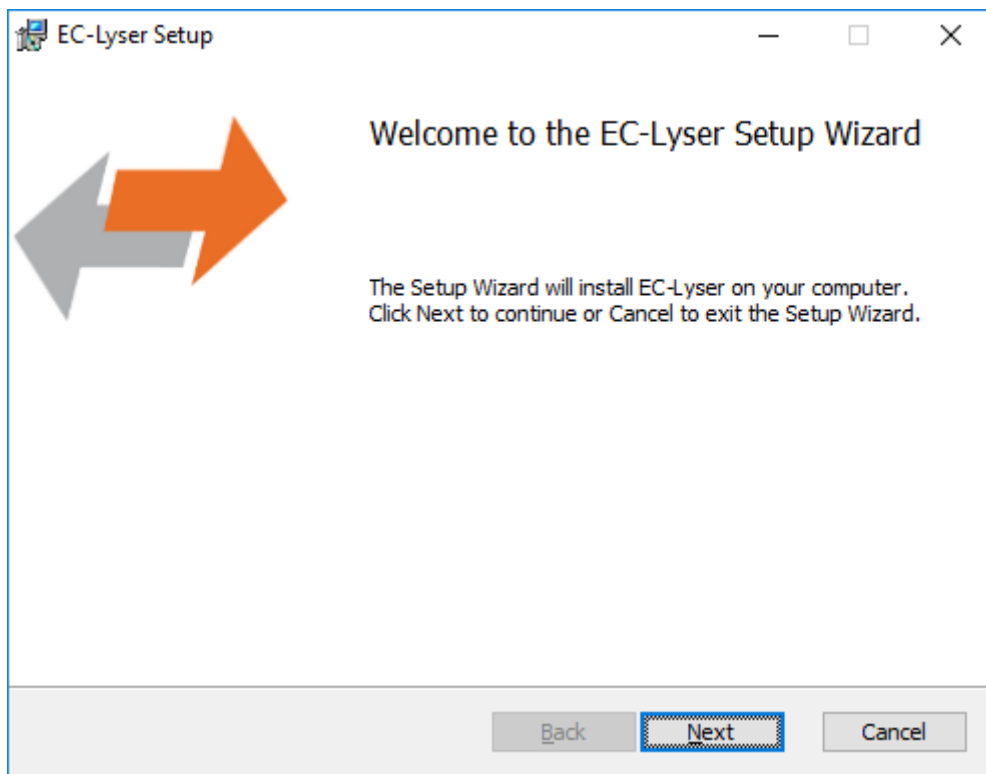 EC-Lyser Setup
Welcome to the EC-Lyser Setup Wizard
The Setup Wizard will install EC-Lyser on your computer.
Click Next to continue or Cancel to exit the Setup Wizard.
Back Next Cancel